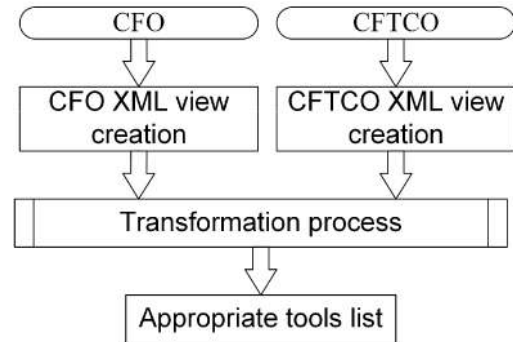 CFO
CFTCO
CFO XML view
creation
CFTCO XML view
creation
Transformation process
Appropriate tools list